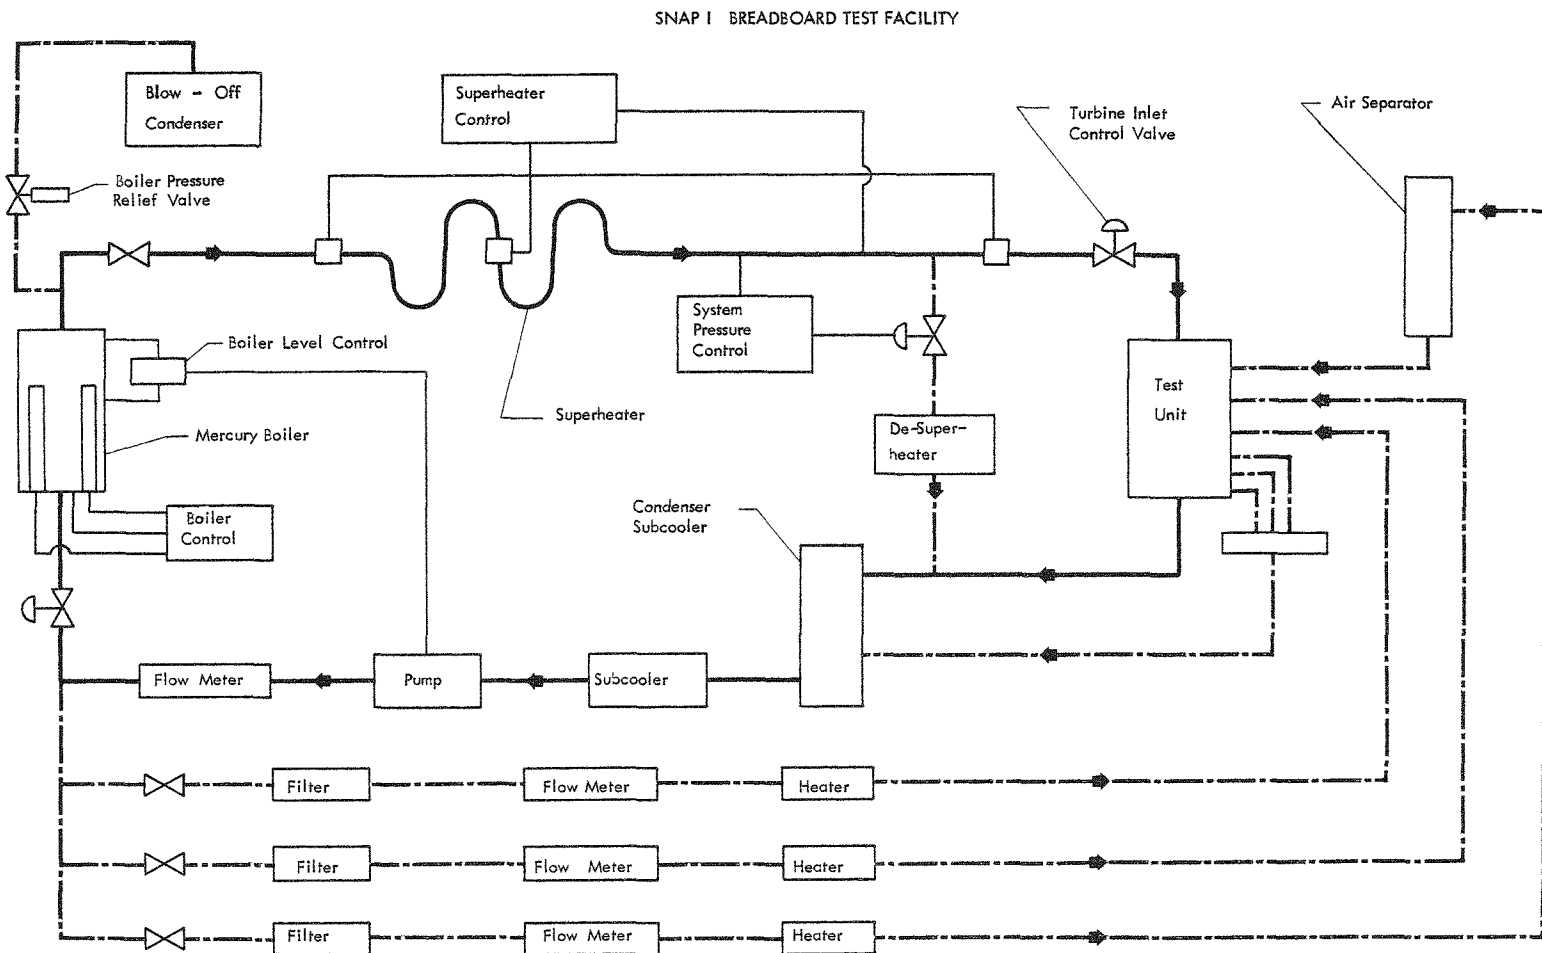 SNAP I BREADBOARD TEST FACILITY
Blow - Off
Condenser
Superheater
Control
Turbine Inlet
Control Valve
Air Separator
Boiler Pressure
Relief Valve
System
Pressure
Control
Boiler Level Control
Test
Unit
Superheater
De-Super-
heater
Mercury Boiler
Condenser
Subcooler
Boiler
Control
Flow Meter
Pump
Subcooler
Filter
Flow Meter
Heater
Filter
Flow Meter
Heater
Filter
Flow Meter
Heater